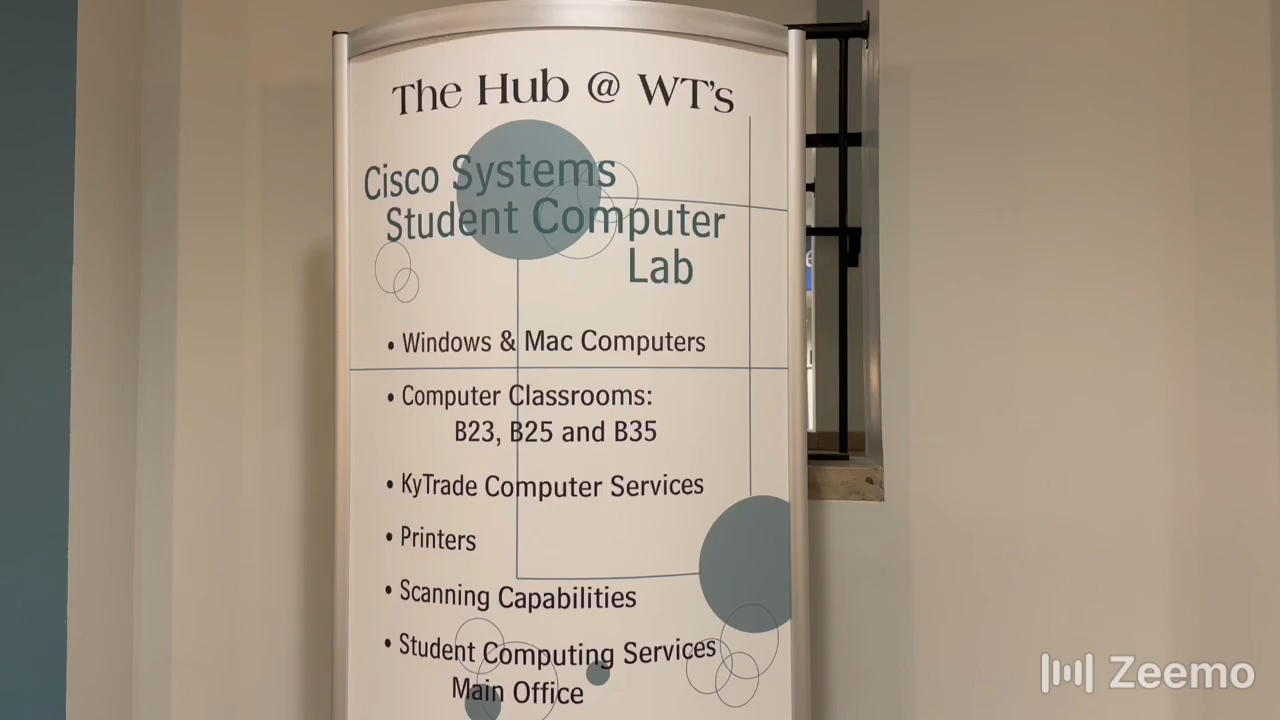 The Hub @ WT's
Cisco Systems
Student Computer
Lab
• Windows & Mac Computers
• Computer Classrooms:
B23, B25 and B35
• KyTrade Computer Services
• Printers
• Scanning Capabilities
• Student Computing Services
Main Office
Zeemo